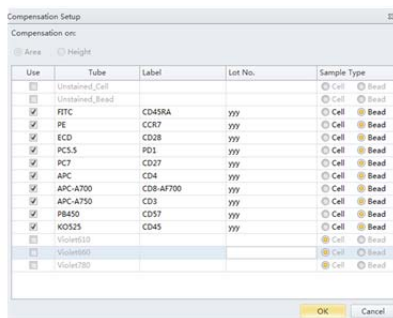 Compensation Setup
Compensation on:
Area Height
Use Tube Label Lot No. Sample Type
Unstained_Cell Cell Bead
Unstained_Bead Cell Bead
FITC CD45RA yyy Cell Bead
PE CCR7 yyy Cell Bead
ECD CD28 yyy Cell Bead
PC5.5 PD1 yyy Cell Bead
PC7 CD27 yyy Cell Bead
APC CD4 yyy Cell Bead
APC-A700 CD8-AF700 yyy Cell Bead
APC-A750 CD3 yyy Cell Bead
PB450 CD57 yyy Cell Bead
KO525 CD45 yyy Cell Bead
Violet610 Cell Bead
Violet660 Cell Bead
Violet780 Cell Bead
OK Cancel